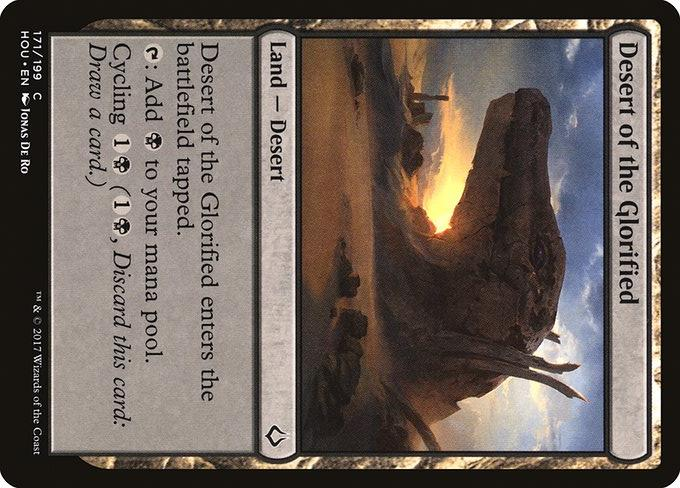 Desert of the Glorified
Land — Desert
Desert of the Glorified enters the
battlefield tapped.
: Add to your mana pool.
Cycling 1 (1, Discard this card:
Draw a card.)
171/199 C
HOU • EN Jonas De Ro
™ & © 2017 Wizards of the Coast